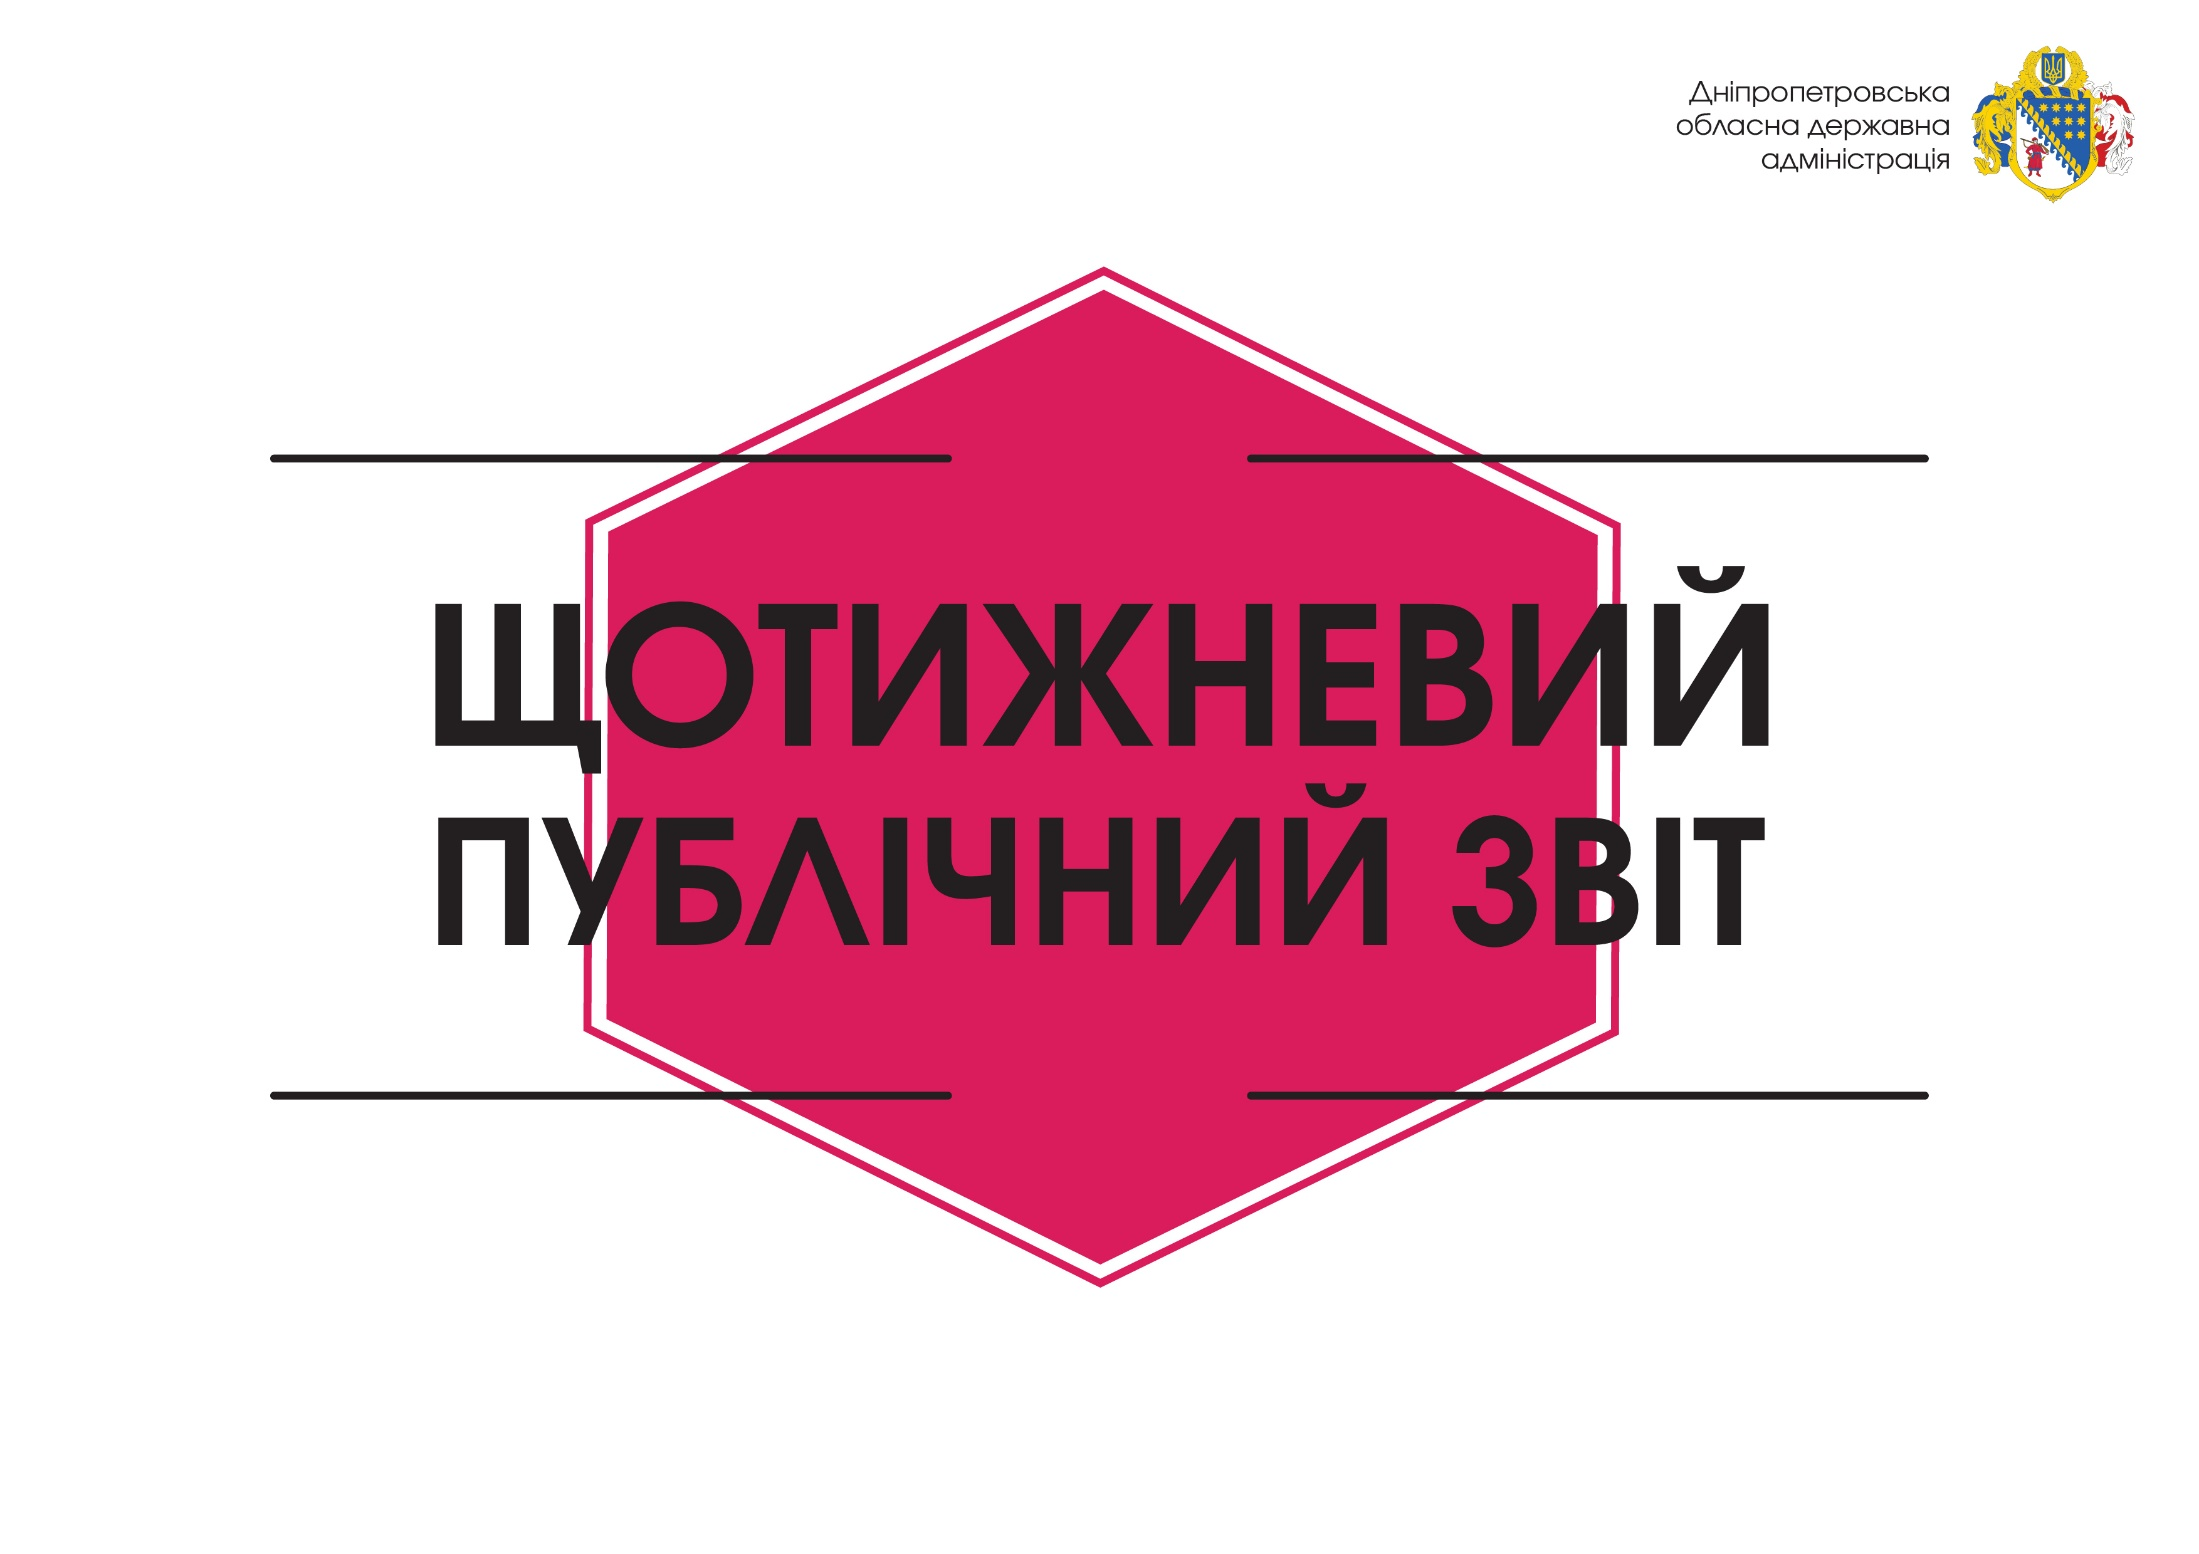 Дніпропетровська
обласна державна
адміністрація
ЩОТИЖНЕВИЙ
ПУБЛІЧНИЙ ЗВІТ